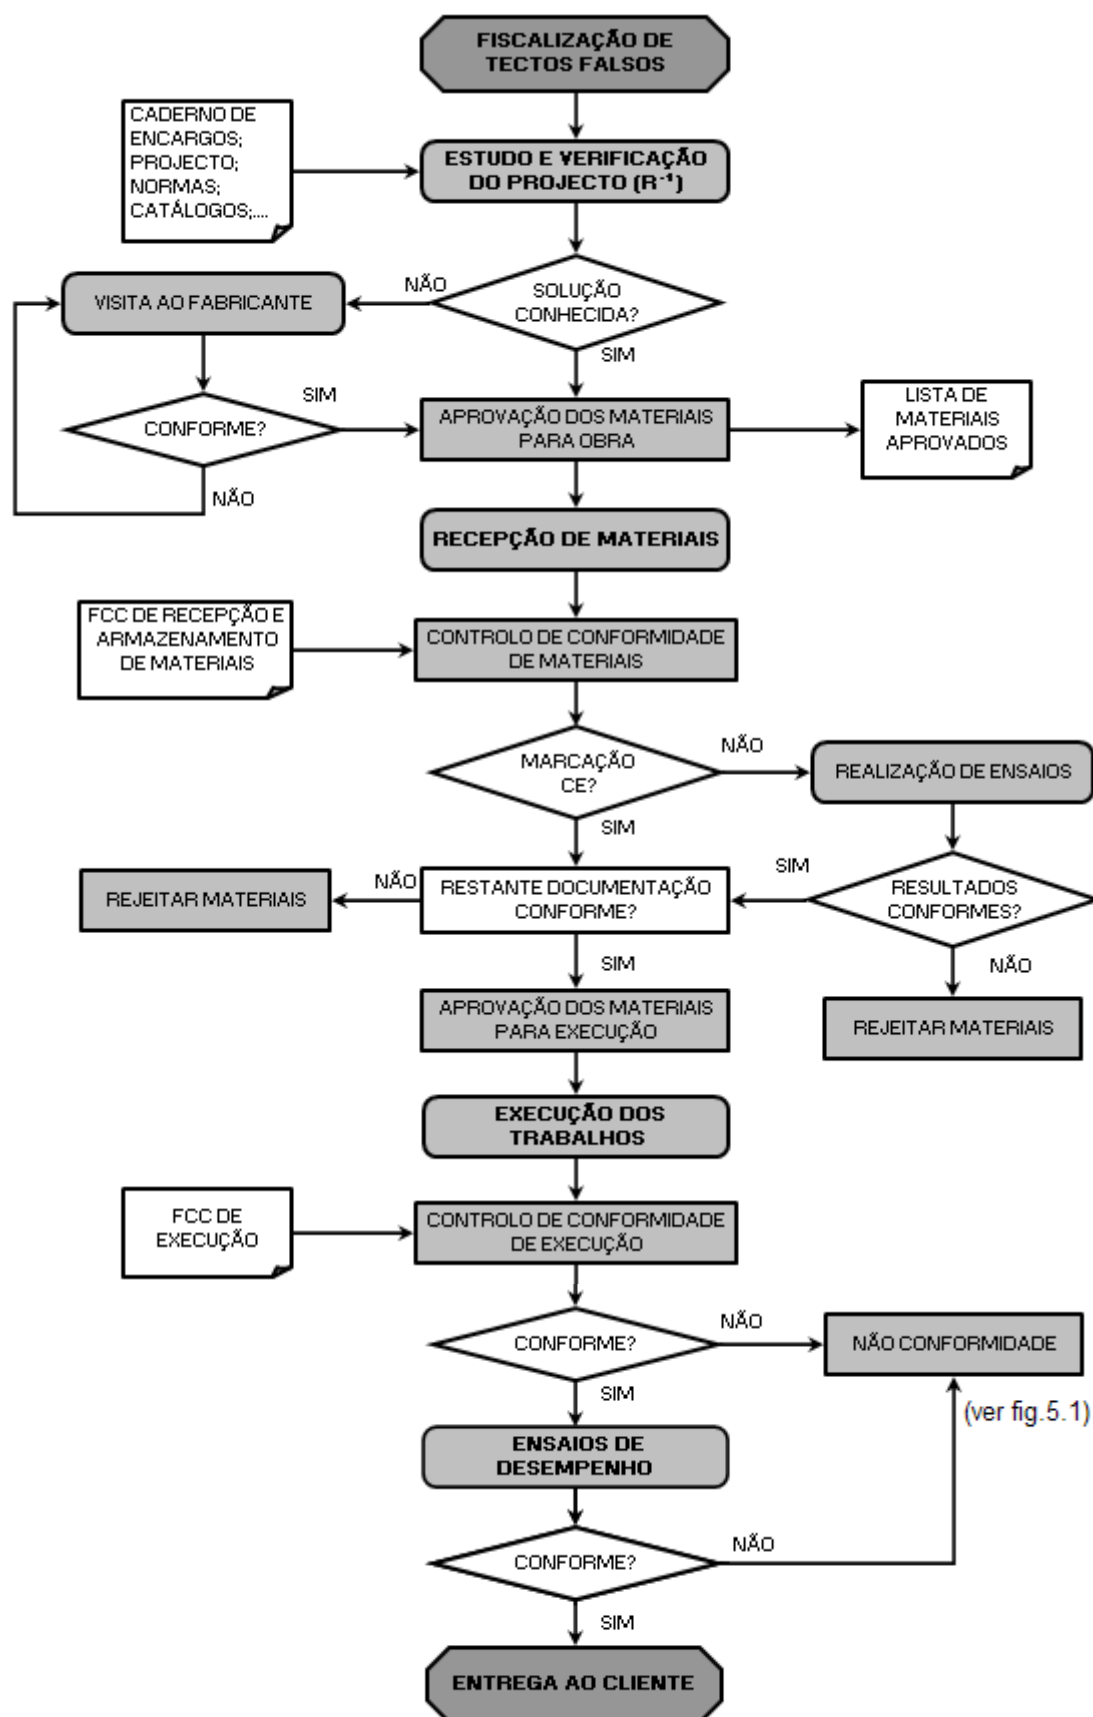 FISCALIZAÇÃO DE
TECTOS FALSOS
CADERNO DE
ENCARGOS;
PROJECTO;
NORMAS;
CATÁLOGOS;...
ESTUDO E VERIFICAÇÃO
DO PROJECTO (R⁻¹)
NÃO
VISITA AO FABRICANTE
SOLUÇÃO
CONHECIDA?
SIM
SIM
CONFORME?
APROVAÇÃO DOS MATERIAIS
PARA OBRA
LISTA DE
MATERIAIS
APROVADOS
NÃO
RECEPÇÃO DE MATERIAIS
FCC DE RECEPÇÃO E
ARMAZENAMENTO
DE MATERIAIS
CONTROLO DE CONFORMIDADE
DE MATERIAIS
MARCAÇÃO
CE?
NÃO
REALIZAÇÃO DE ENSAIOS
SIM
SIM
NÃO
REJEITAR MATERIAIS
RESTANTE DOCUMENTAÇÃO
CONFORME?
RESULTADOS
CONFORMES?
SIM
NÃO
APROVAÇÃO DOS MATERIAIS
PARA EXECUÇÃO
REJEITAR MATERIAIS
EXECUÇÃO DOS
TRABALHOS
FCC DE
EXECUÇÃO
CONTROLO DE CONFORMIDADE
DE EXECUÇÃO
CONFORME?
NÃO
NÃO CONFORMIDADE
SIM
(ver fig.5.1)
ENSAIOS DE
DESEMPENHO
CONFORME?
NÃO
SIM
ENTREGA AO CLIENTE